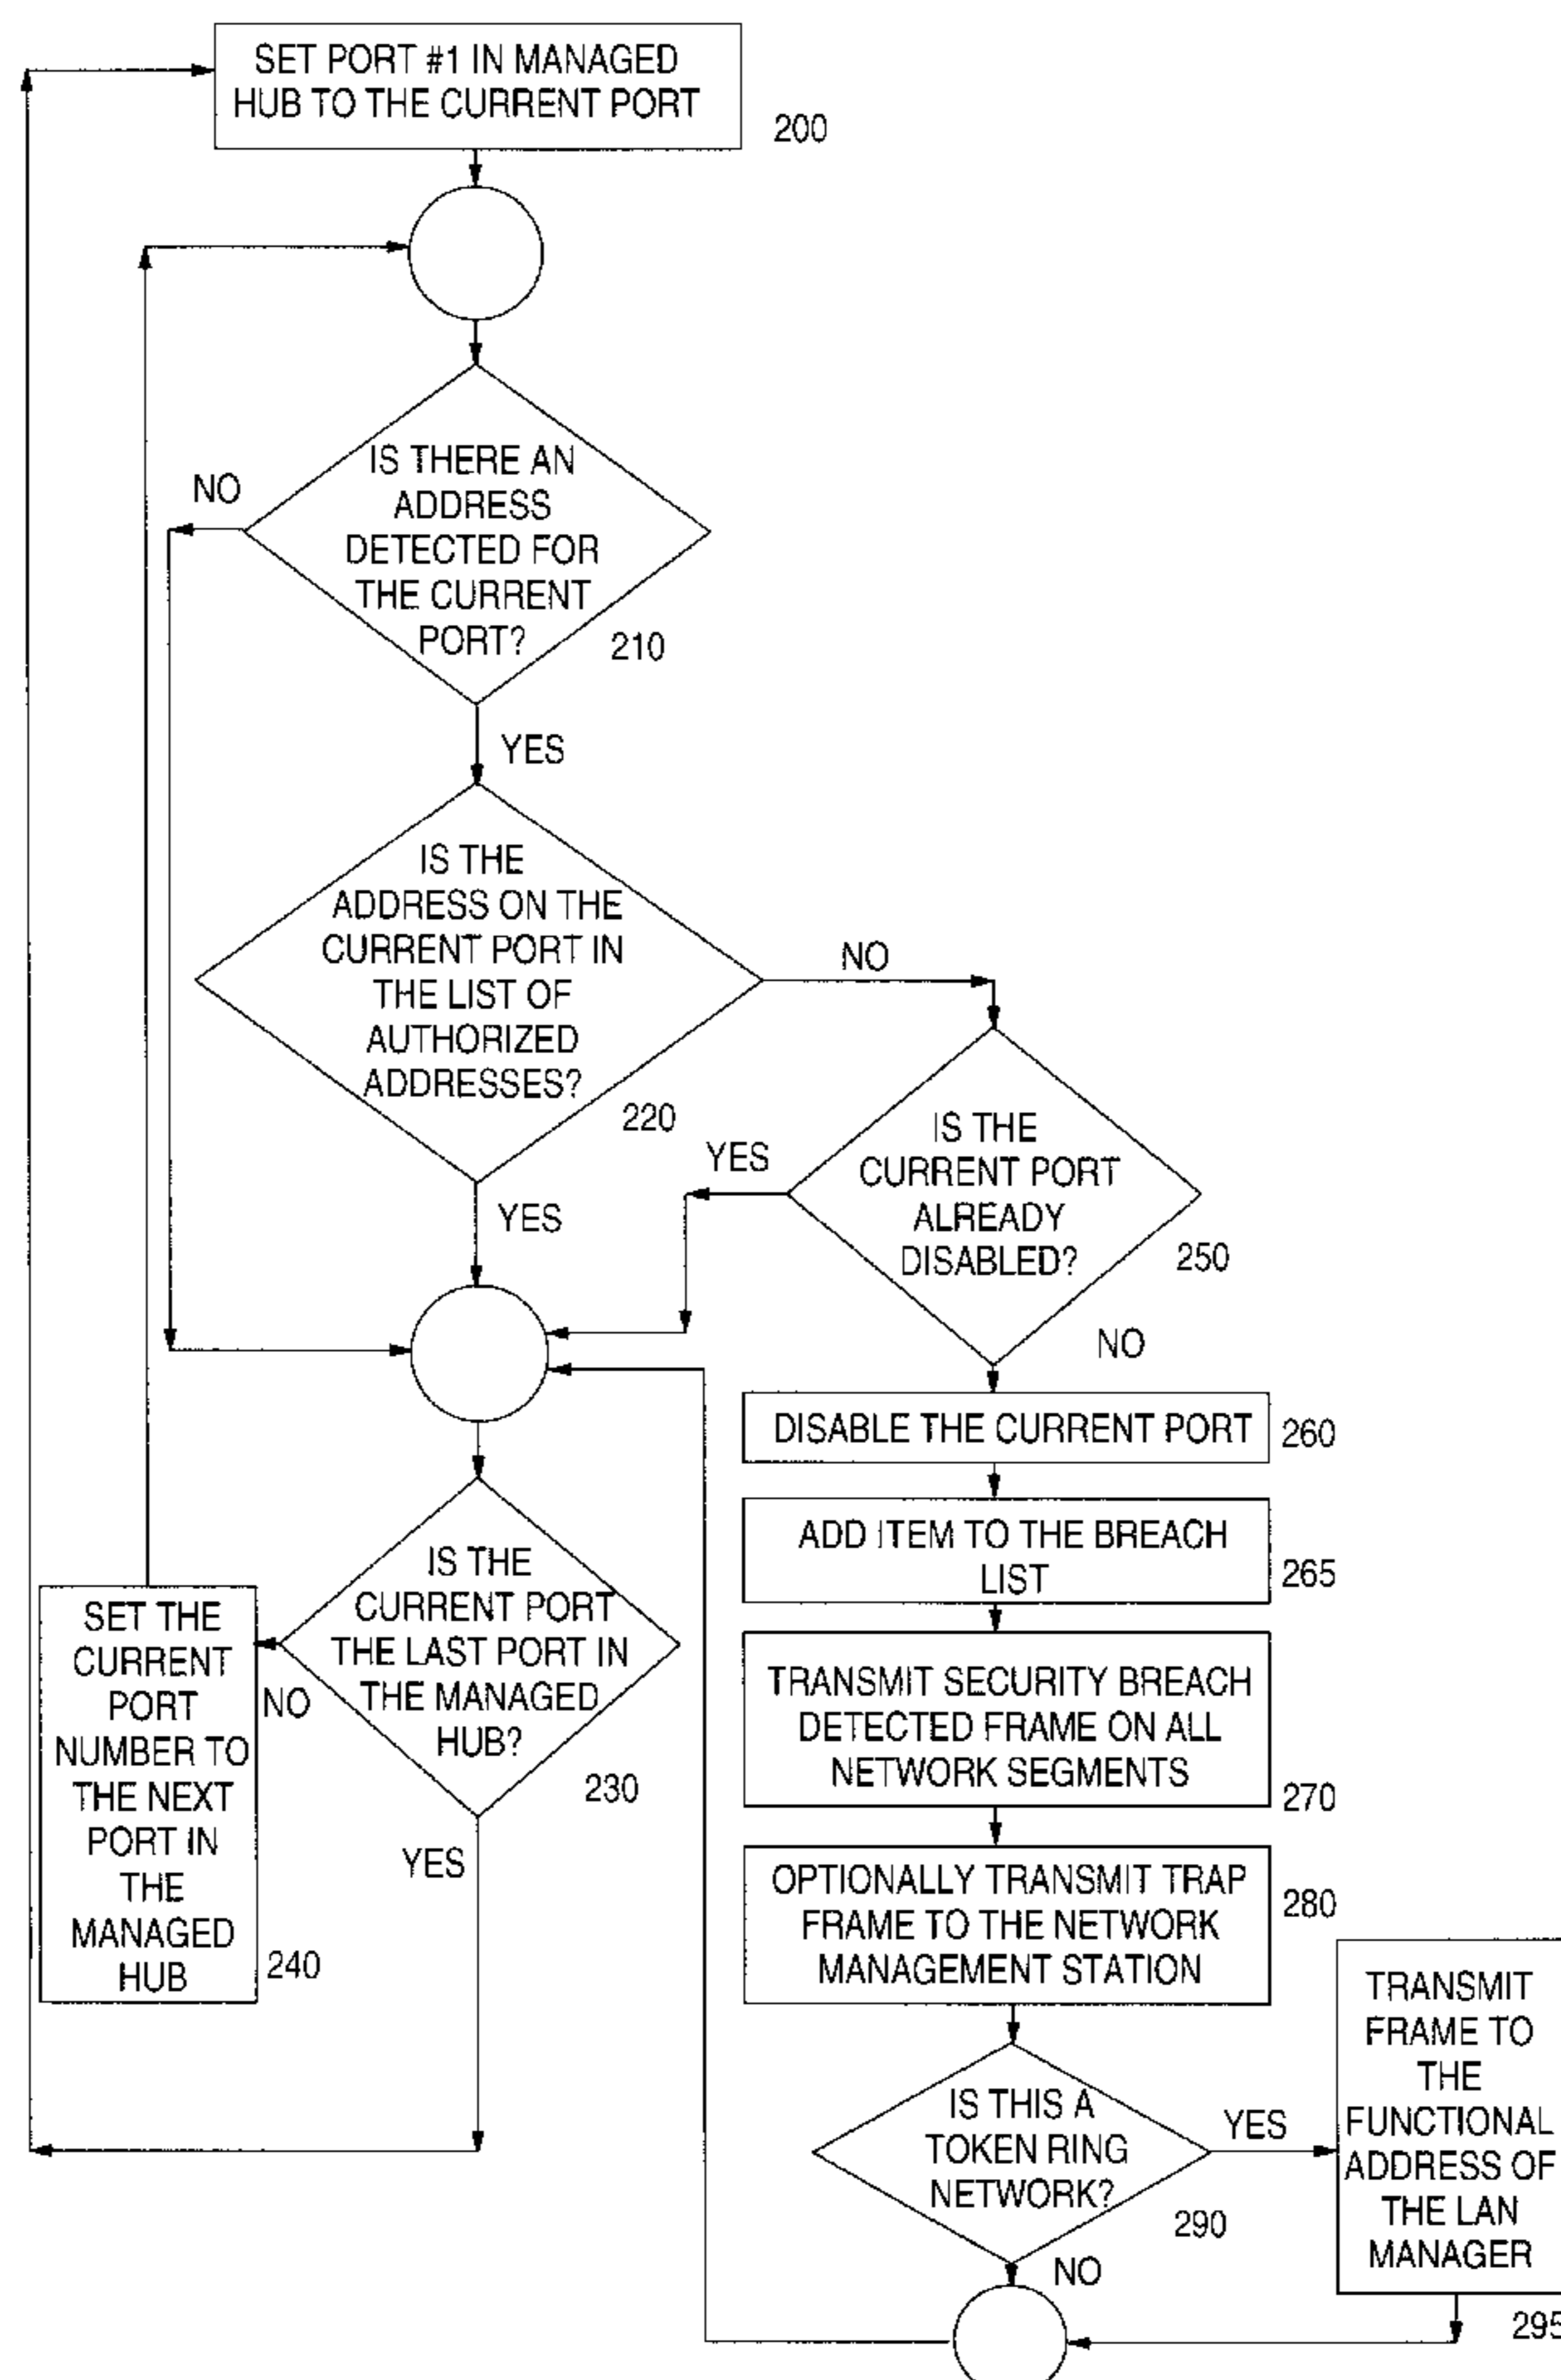 SET PORT #1 IN MANAGED
HUB TO THE CURRENT PORT
200
IS THERE AN
ADDRESS
DETECTED FOR
THE CURRENT
PORT?
210
NO
YES
IS THE
ADDRESS ON THE
CURRENT PORT IN
THE LIST OF
AUTHORIZED
ADDRESSES?
220
NO
YES
IS THE
CURRENT PORT
ALREADY
DISABLED?
250
YES
NO
DISABLE THE CURRENT PORT
260
ADD ITEM TO THE BREACH
LIST
265
TRANSMIT SECURITY BREACH
DETECTED FRAME ON ALL
NETWORK SEGMENTS
270
OPTIONALLY TRANSMIT TRAP
FRAME TO THE NETWORK
MANAGEMENT STATION
280
IS THE
CURRENT PORT
THE LAST PORT IN
THE MANAGED
HUB?
230
NO
YES
SET THE
CURRENT
PORT
NUMBER TO
THE NEXT
PORT IN
THE
MANAGED
HUB
240
IS THIS A
TOKEN RING
NETWORK?
290
YES
NO
TRANSMIT
FRAME TO
THE
FUNCTIONAL
ADDRESS OF
THE LAN
MANAGER
295